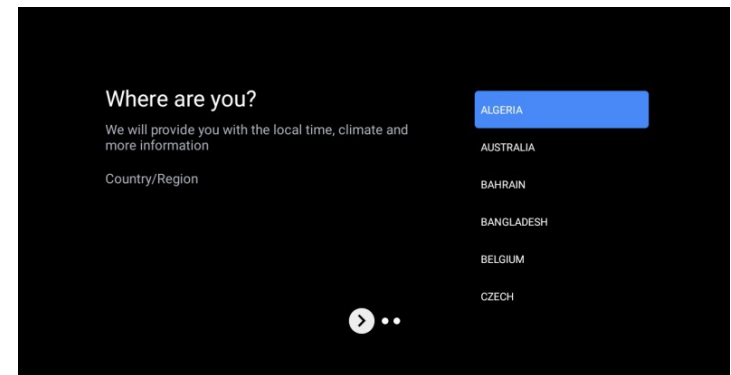 Where are you?
We will provide you with the local time, climate and
more information
Country/Region
ALGERIA
AUSTRALIA
BAHRAIN
BANGLADESH
BELGIUM
CZECH